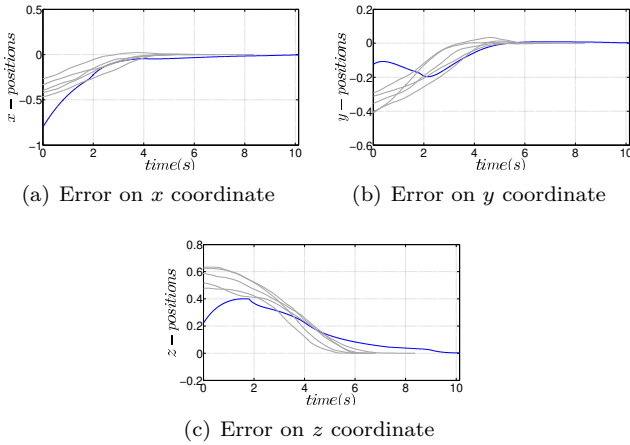 0.5
0
−0.5
−1
0 2 4 6 8 10
x − positions
time(s)
(a) Error on x coordinate
0.2
0
−0.2
−0.4
−0.6
0 2 4 6 8 10
y − positions
time(s)
(b) Error on y coordinate
0.8
0.6
0.4
0.2
0
−0.2
0 2 4 6 8 10
z − positions
time(s)
(c) Error on z coordinate